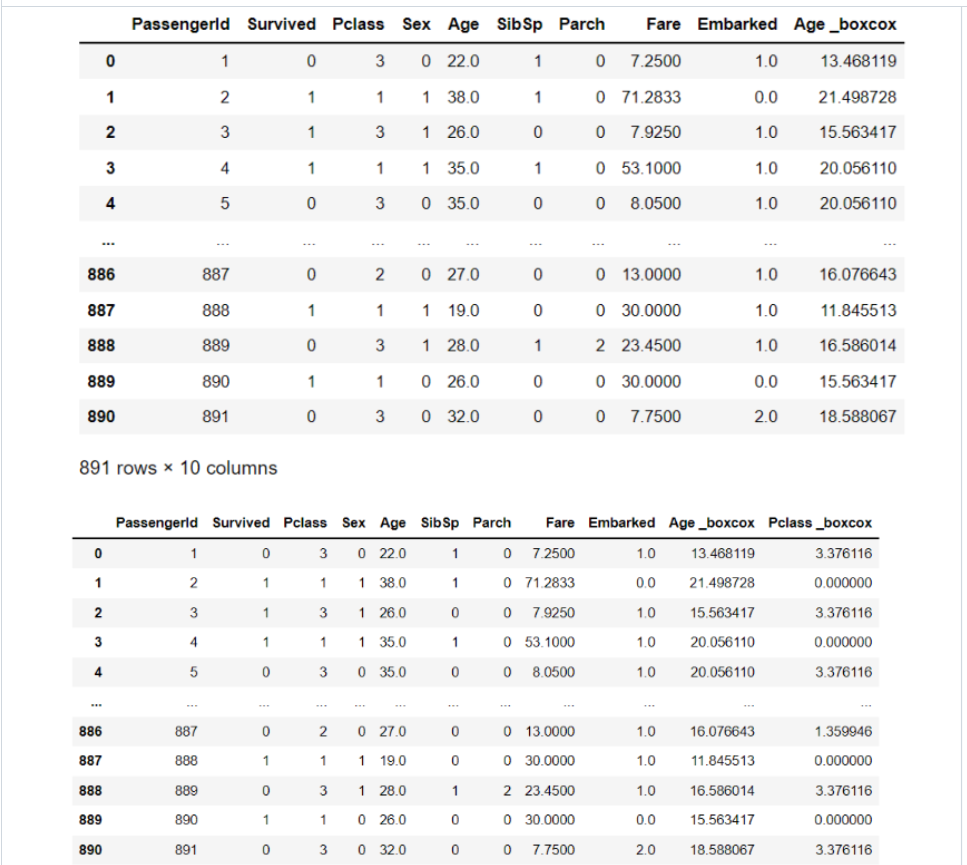 PassengerId Survived Pclass Sex Age SibSp Parch Fare Embarked Age _boxcox
0 1 0 3 0 22.0 1 0 7.2500 1.0 13.468119
1 2 1 1 1 38.0 1 0 71.2833 0.0 21.498728
2 3 1 3 1 26.0 0 0 7.9250 1.0 15.563417
3 4 1 1 1 35.0 1 0 53.1000 1.0 20.056110
4 5 0 3 0 35.0 0 0 8.0500 1.0 20.056110
... ... ... ... ... ... ... ... ... ... ...
886 887 0 2 0 27.0 0 0 13.0000 1.0 16.076643
887 888 1 1 1 19.0 0 0 30.0000 1.0 11.845513
888 889 0 3 1 28.0 1 2 23.4500 1.0 16.586014
889 890 1 1 0 26.0 0 0 30.0000 0.0 15.563417
890 891 0 3 0 32.0 0 0 7.7500 2.0 18.588067
891 rows × 10 columns
PassengerId Survived Pclass Sex Age SibSp Parch Fare Embarked Age _boxcox Pclass _boxcox
0 1 0 3 0 22.0 1 0 7.2500 1.0 13.468119 3.376116
1 2 1 1 1 38.0 1 0 71.2833 0.0 21.498728 0.000000
2 3 1 3 1 26.0 0 0 7.9250 1.0 15.563417 3.376116
3 4 1 1 1 35.0 1 0 53.1000 1.0 20.056110 0.000000
4 5 0 3 0 35.0 0 0 8.0500 1.0 20.056110 3.376116
... ... ... ... ... ... ... ... ... ... ... ...
886 887 0 2 0 27.0 0 0 13.0000 1.0 16.076643 1.359946
887 888 1 1 1 19.0 0 0 30.0000 1.0 11.845513 0.000000
888 889 0 3 1 28.0 1 2 23.4500 1.0 16.586014 3.376116
889 890 1 1 0 26.0 0 0 30.0000 0.0 15.563417 0.000000
890 891 0 3 0 32.0 0 0 7.7500 2.0 18.588067 3.376116